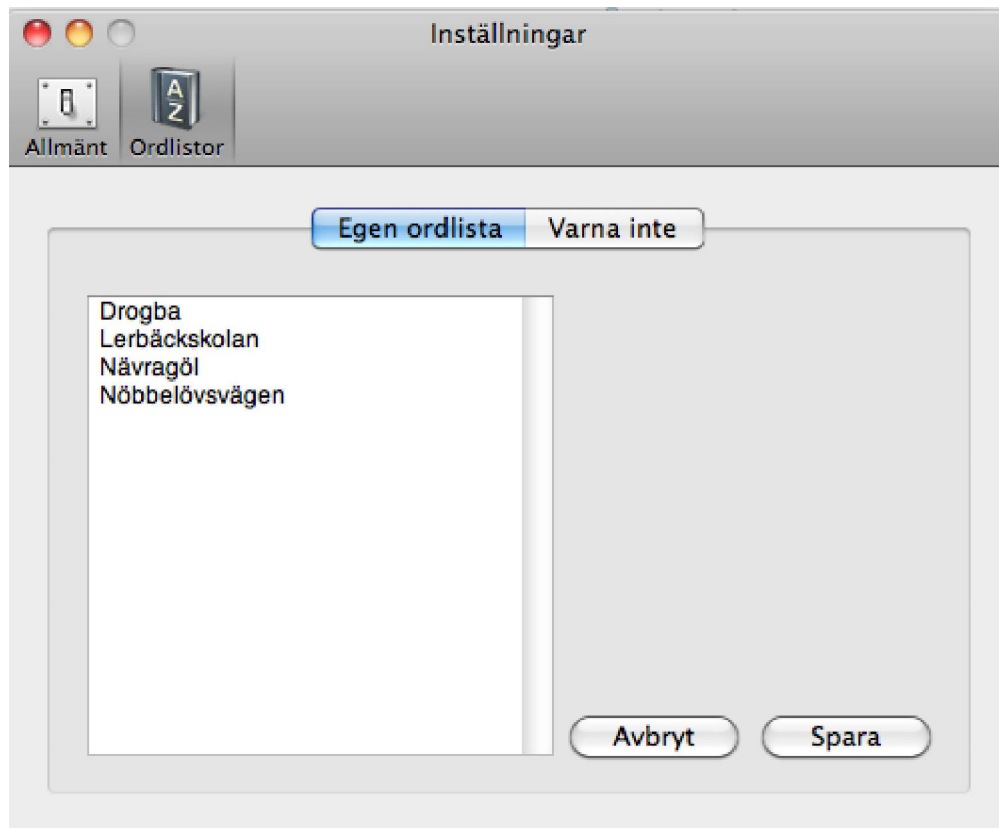 Inställningar
Allmänt Ordlistor
A
Z
Egen ordlista Varna inte
Drogba
Lerbäckskolan
Nävragöl
Nöbbelövsvägen
Avbryt Spara